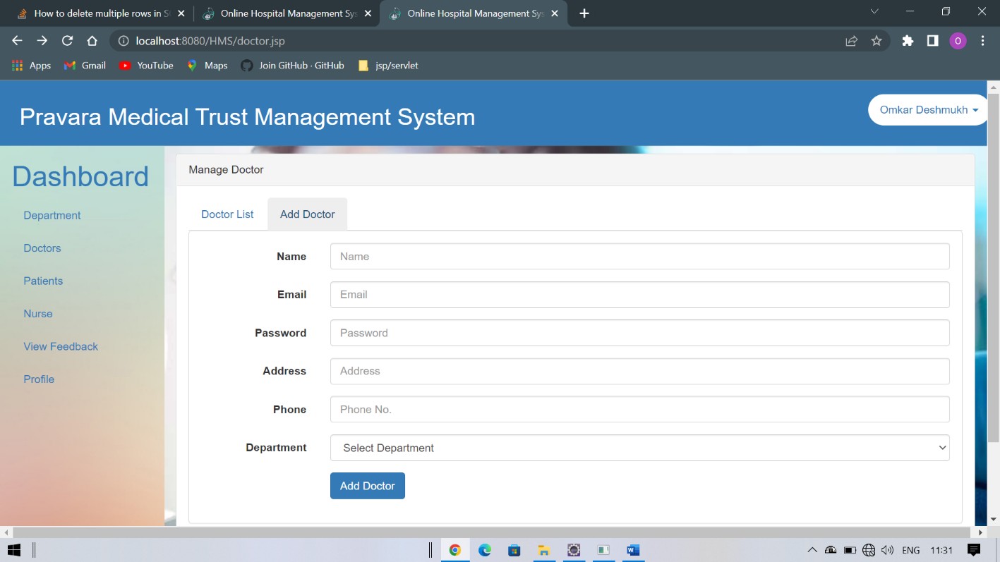 How to delete multiple rows in S
Online Hospital Management Sys
Online Hospital Management Sys
localhost:8080/HMS/doctor.jsp
O
Apps
Gmail
YouTube
Maps
Join GitHub · GitHub
jsp/servlet
Pravara Medical Trust Management System
Omkar Deshmukh
Dashboard
Department
Doctors
Patients
Nurse
View Feedback
Profile
Manage Doctor
Doctor List
Add Doctor
Name
Name
Email
Email
Password
Password
Address
Address
Phone
Phone No.
Department
Select Department
Add Doctor
W
ENG
11:31